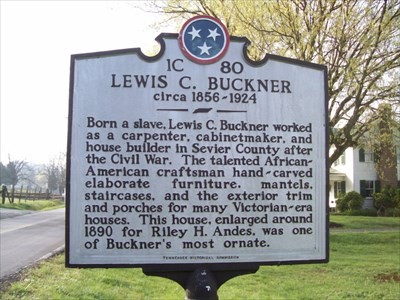 1C 80
LEWIS C. BUCKNER
circa 1856-1924
Born a slave, Lewis C. Buckner worked
as a carpenter, cabinetmaker, and
house builder in Sevier County after
the Civil War. The talented African-
American craftsman hand-carved
elaborate furniture, mantels,
staircases, and the exterior trim
and porches for many Victorian-era
houses. This house, enlarged around
1890 for Riley H. Andes, was one
of Buckner's most ornate.
TENNESSEE HISTORICAL COMMISSION